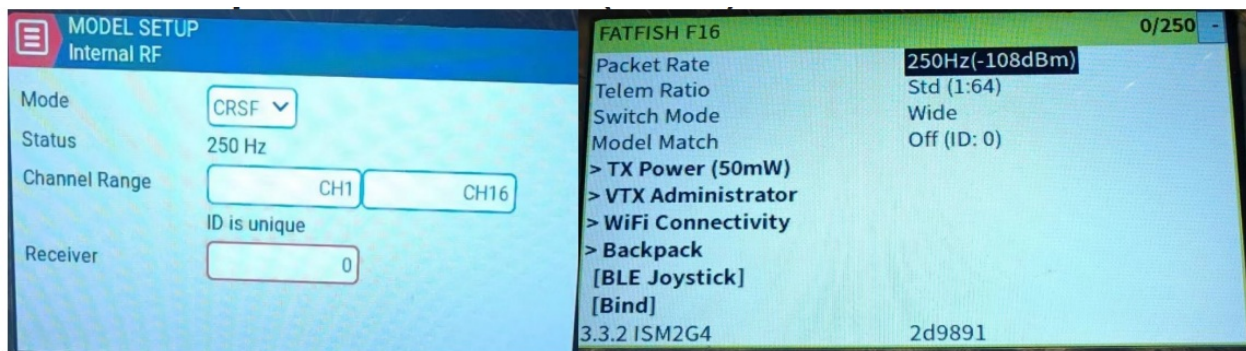 MODEL SETUP
Internal RF
Mode CRSF
Status 250 Hz
Channel Range CH1 CH16
ID is unique
Receiver 0
FATFISH F16 0/250 -
Packet Rate 250Hz(-108dBm)
Telem Ratio Std (1:64)
Switch Mode Wide
Model Match Off (ID: 0)
> TX Power (50mW)
> VTX Administrator
> WiFi Connectivity
> Backpack
[BLE Joystick]
[Bind]
3.3.2 ISM2G4 2d9891